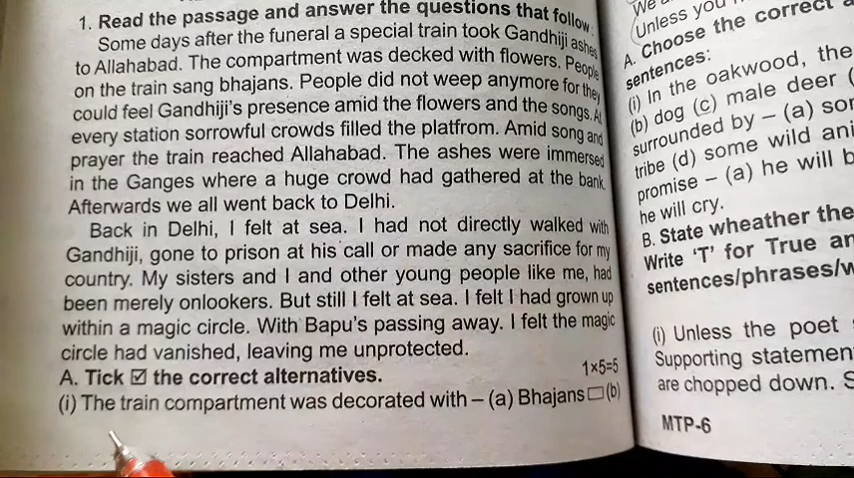 1. Read the passage and answer the questions that follow:
Some days after the funeral a special train took Gandhiji ashes
to Allahabad. The compartment was decked with flowers. People
on the train sang bhajans. People did not weep anymore for they
could feel Gandhiji's presence amid the flowers and the songs. At
every station sorrowful crowds filled the platfrom. Amid song and
prayer the train reached Allahabad. The ashes were immersed
in the Ganges where a huge crowd had gathered at the bank.
Afterwards we all went back to Delhi.
Back in Delhi, I felt at sea. I had not directly walked with
Gandhiji, gone to prison at his call or made any sacrifice for my
country. My sisters and I and other young people like me, had
been merely onlookers. But still I felt at sea. I felt I had grown up
within a magic circle. With Bapu's passing away. I felt the magic
circle had vanished, leaving me unprotected.
1×5=5
A. Tick ☑ the correct alternatives.
(i) The train compartment was decorated with – (a) Bhajans □ (b)
We
Unless you
A. Choose the correct
sentences:
(i) In the oakwood, the
(b) dog (c) male deer (
surrounded by – (a)
tribe (d) some wild
promise – (a) he will
he will cry.
B. State wheather the
Write 'T' for True
sentences/phrases/
(i) Unless the poet
Supporting
are chopped down.
MTP-6